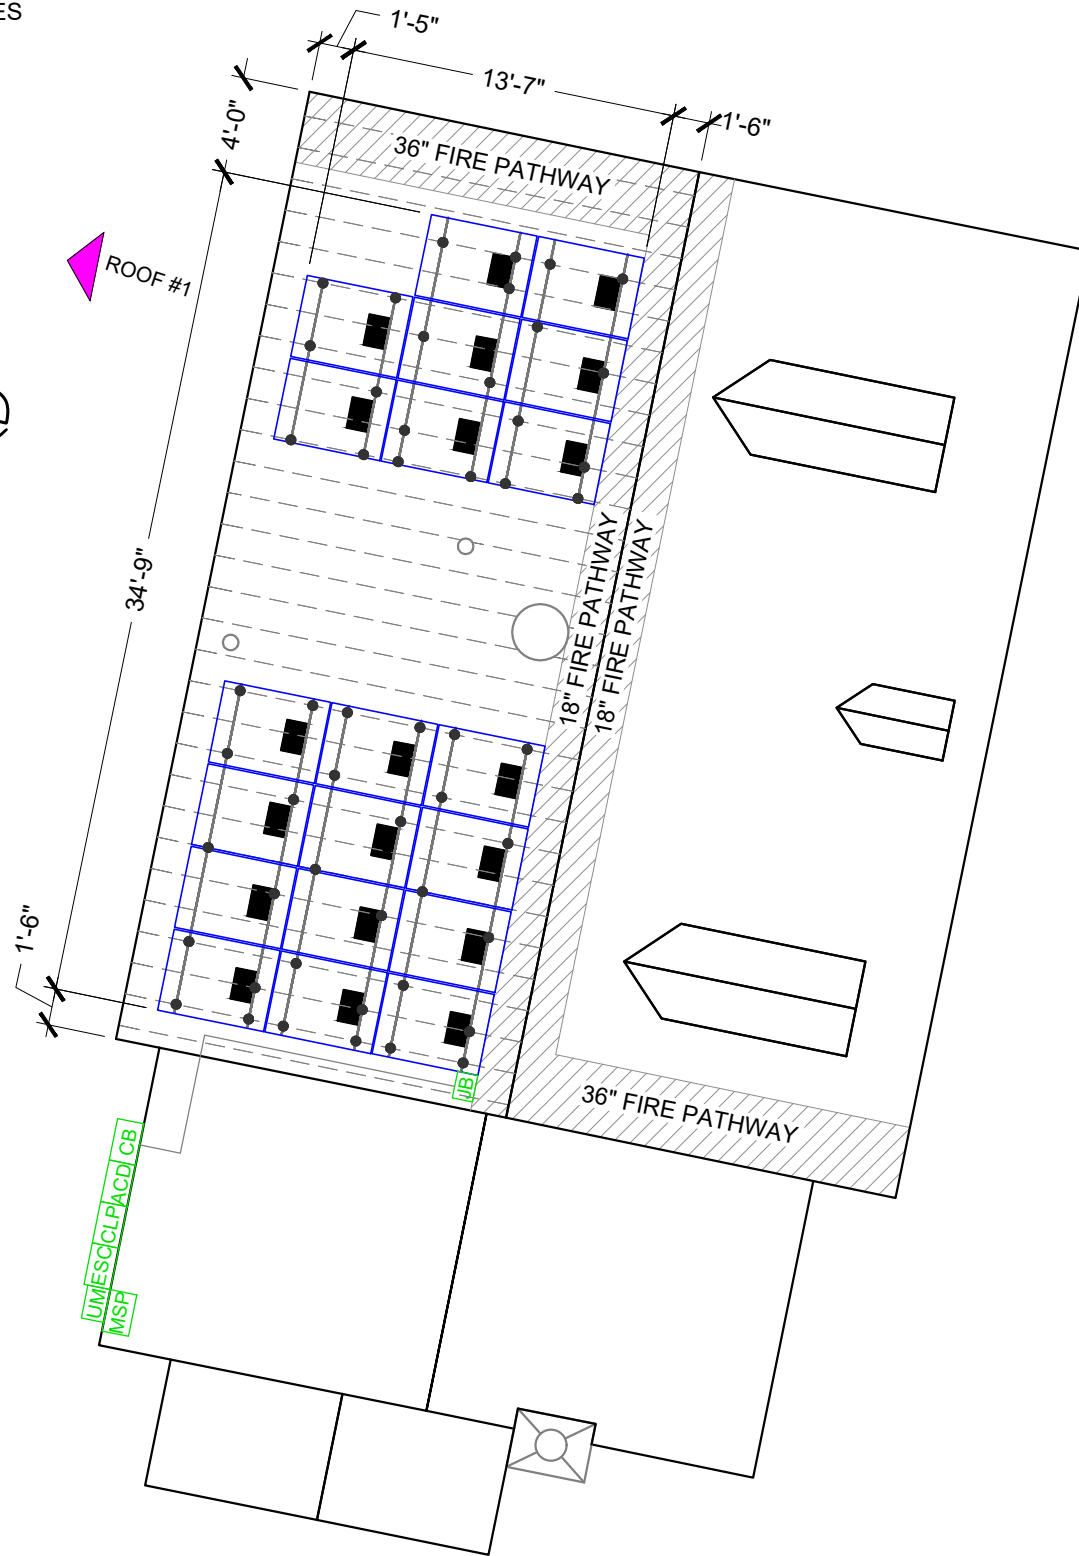 ES
1'-5"
13'-7"
1'-6"
4'-0"
36" FIRE PATHWAY
ROOF #1
34'-9"
18" FIRE PATHWAY
18" FIRE PATHWAY
1'-6"
JB
36" FIRE PATHWAY
CB
ACD
CLP
ESC
UM
MSP